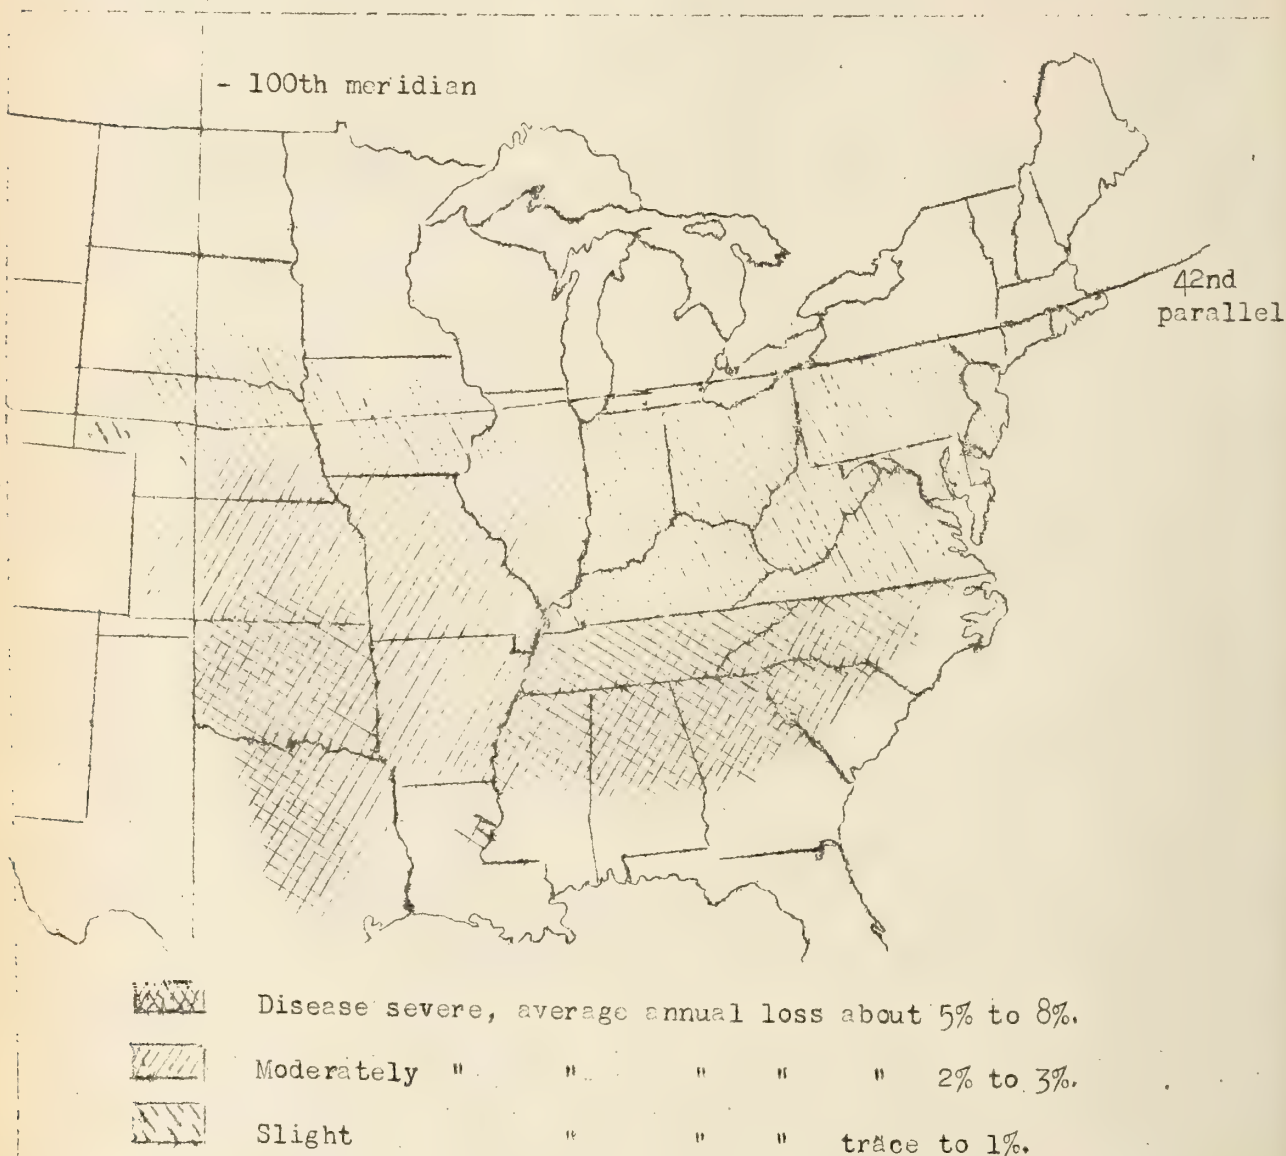 - 100th meridian
42nd
parallel
Disease severe, average annual loss about 5% to 8%.
Moderately " " " " " 2% to 3%.
Slight " " " trace to 1%.